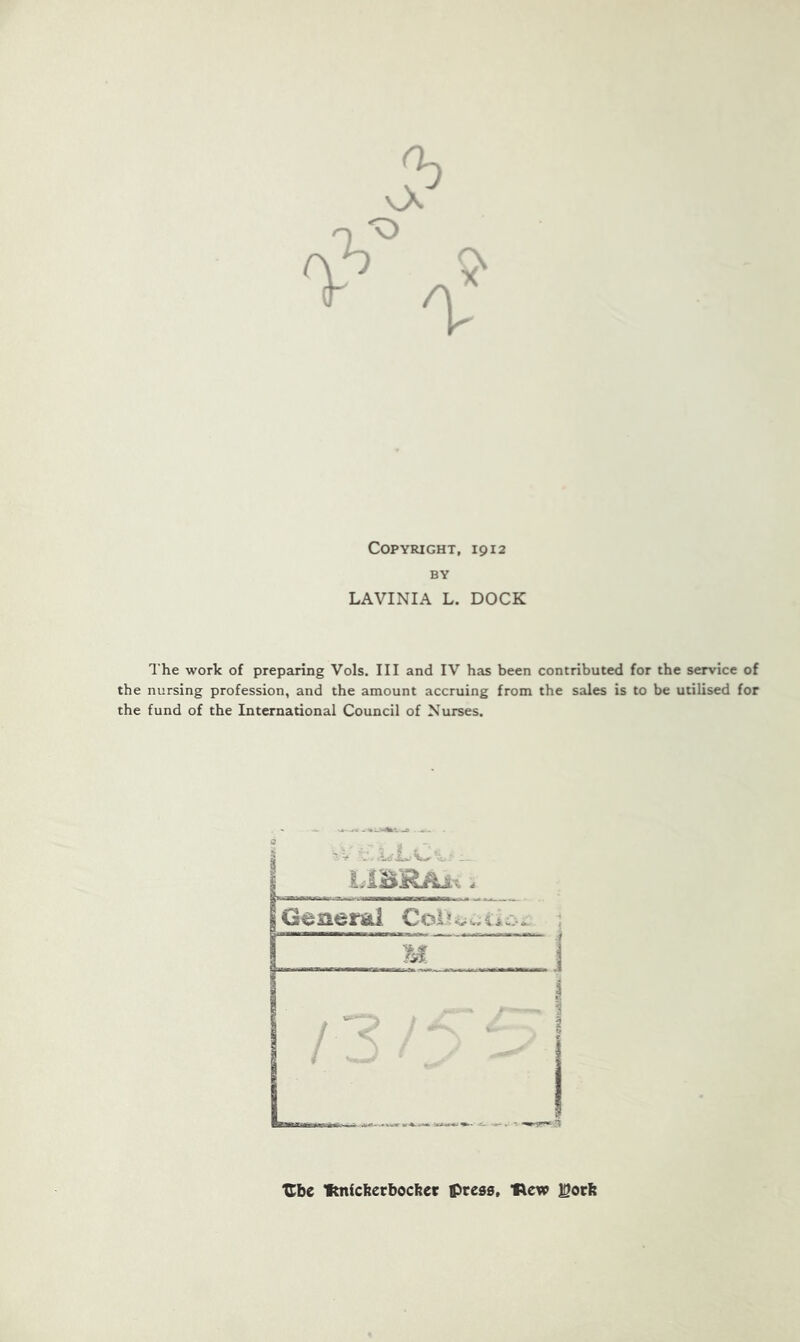 COPYRIGHT, 1912
BY
LAVINIA L. DOCK
The work of preparing Vols. III and IV has been contributed for the service of
the nursing profession, and the amount accruing from the sales is to be utilised for
the fund of the International Council of Nurses.
General
M
13155
The Knickerbocker Press, New York